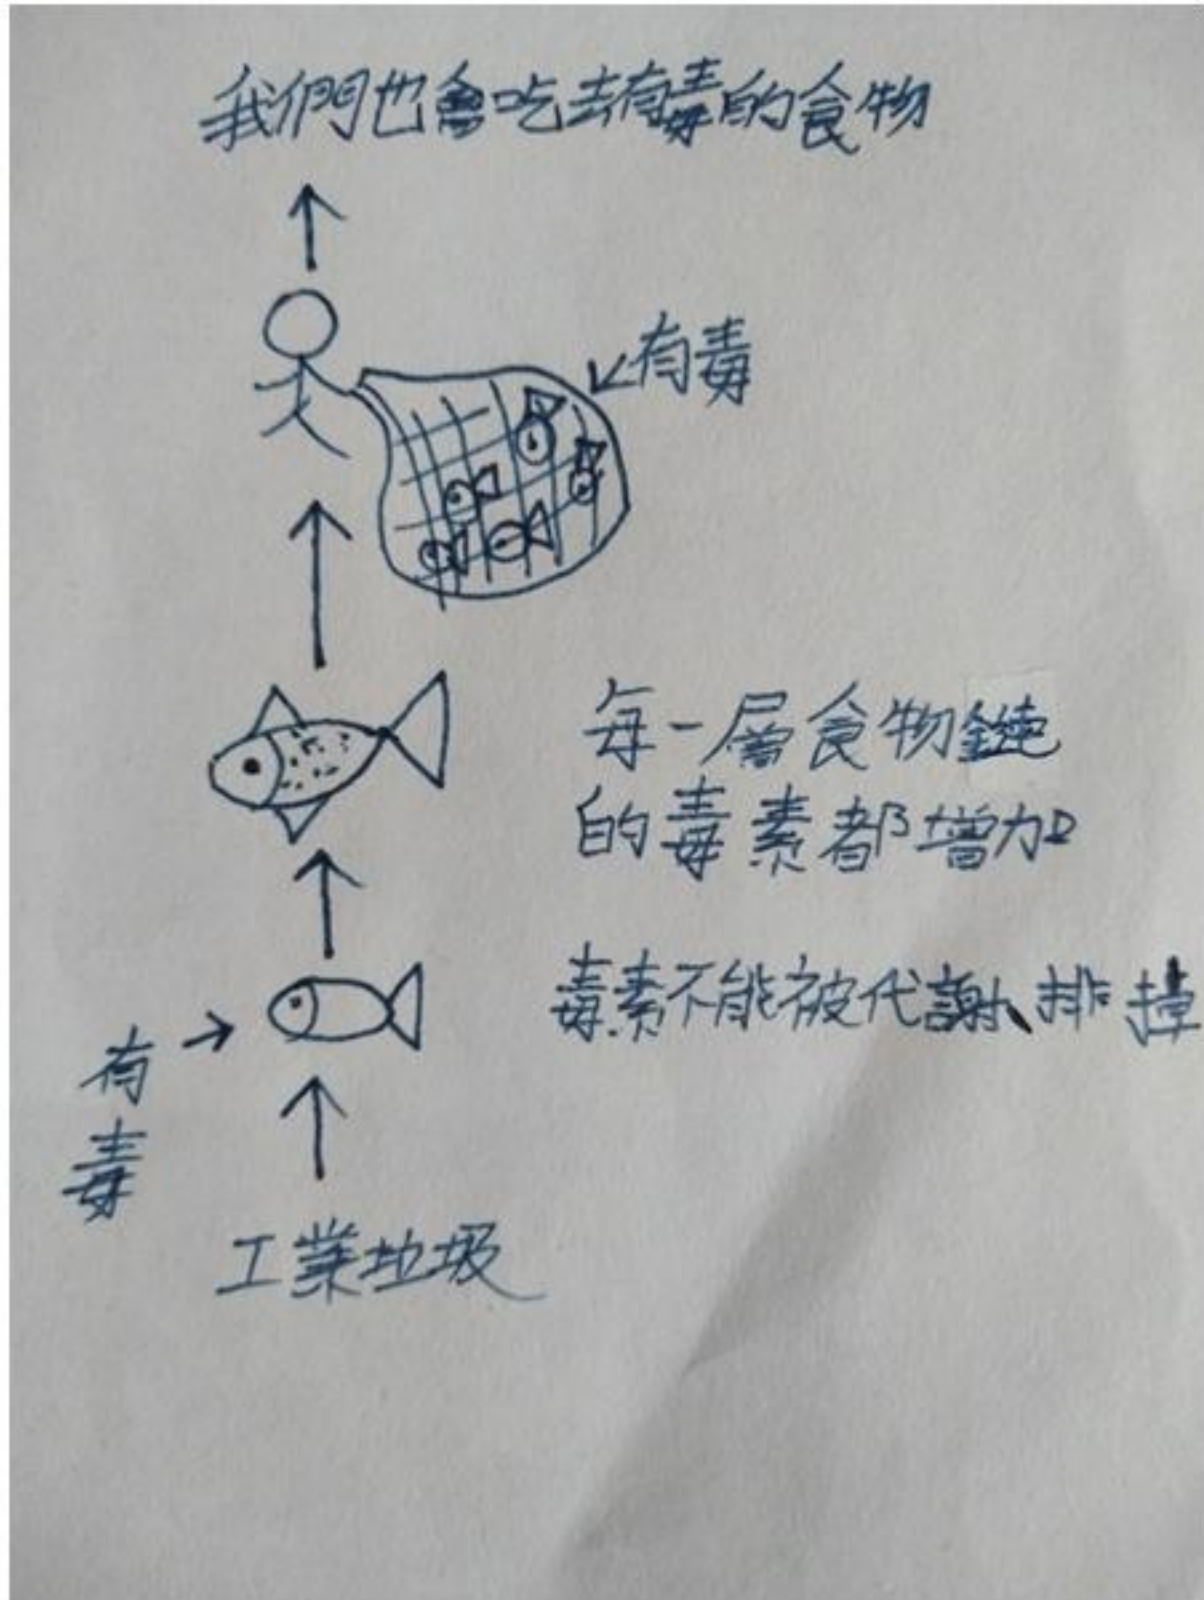 我們也會吃去有毒的食物
有毒
每一層食物鏈
的毒素都增加
毒素不能被代謝、排掉
有毒
工業垃圾